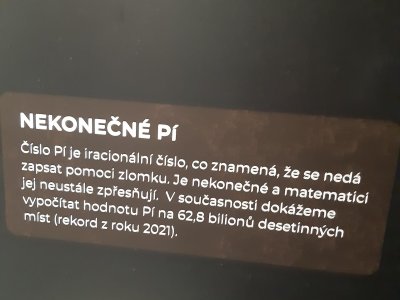 NEKONEČNÉ PÍ
Číslo Pí je iracionální číslo, co znamená, že se nedá
zapsat pomoci zlomku. Je nekonečné a matematici
jej neustále zpřesňují. V současnosti dokážeme
vypočítat hodnotu Pí na 62,8 bilionů desetinných
míst (rekord z roku 2021).